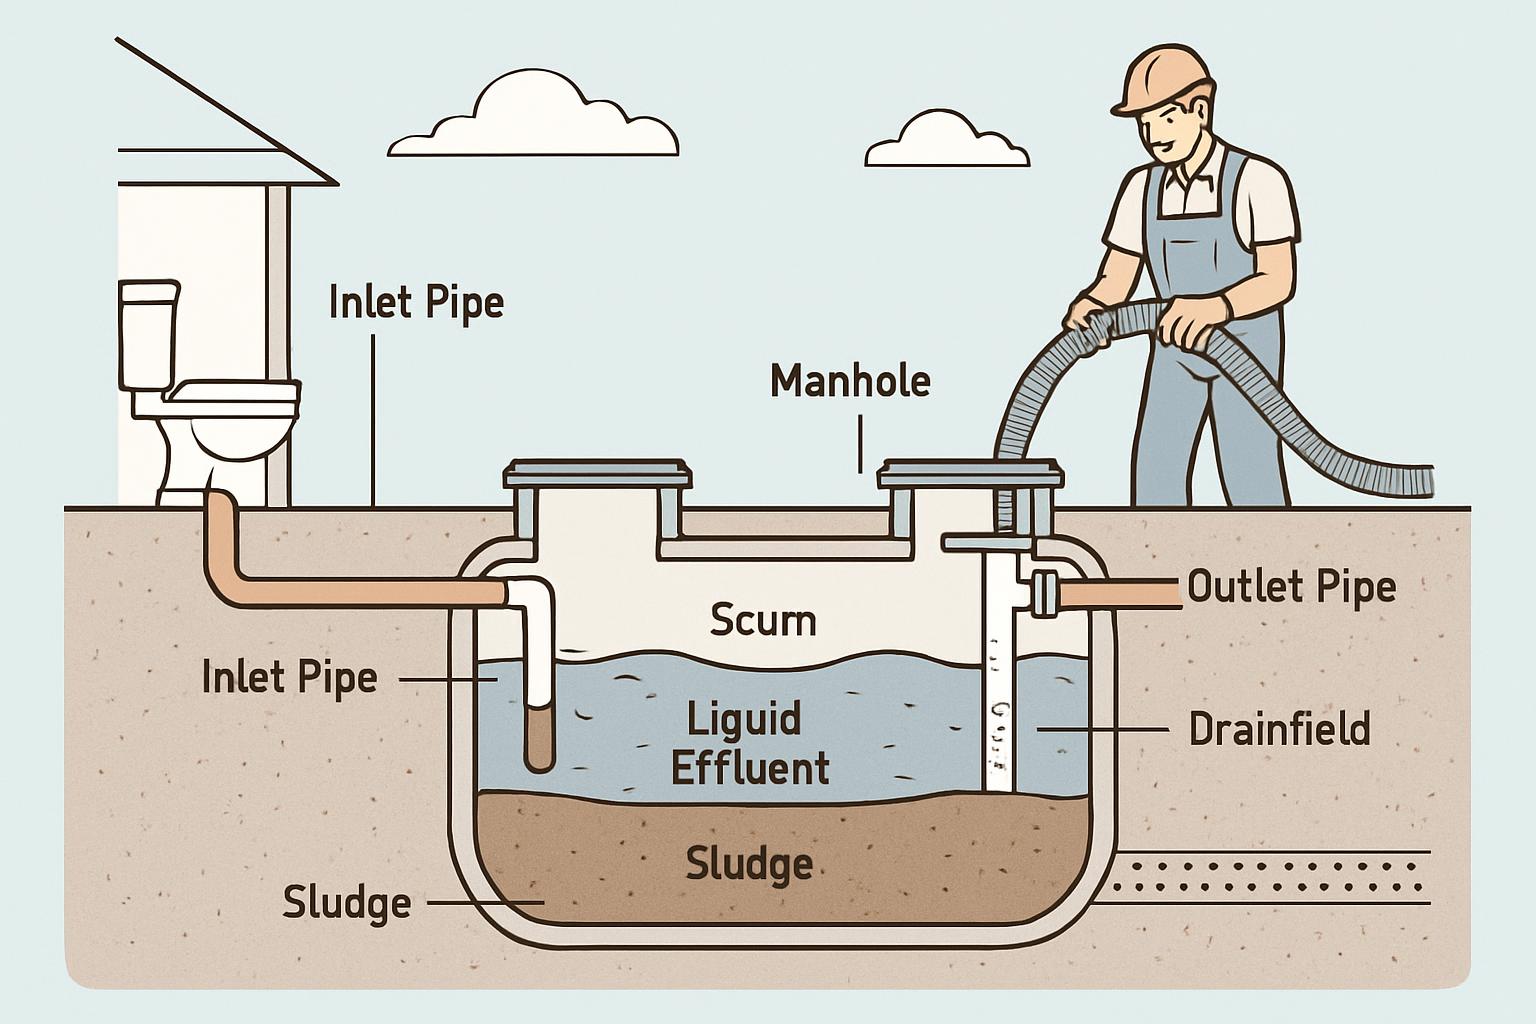 Inlet Pipe
Manhole
Outlet Pipe
Scum
Inlet Pipe
Liguid
Effluent
Drainfield
Sludge
Sludge